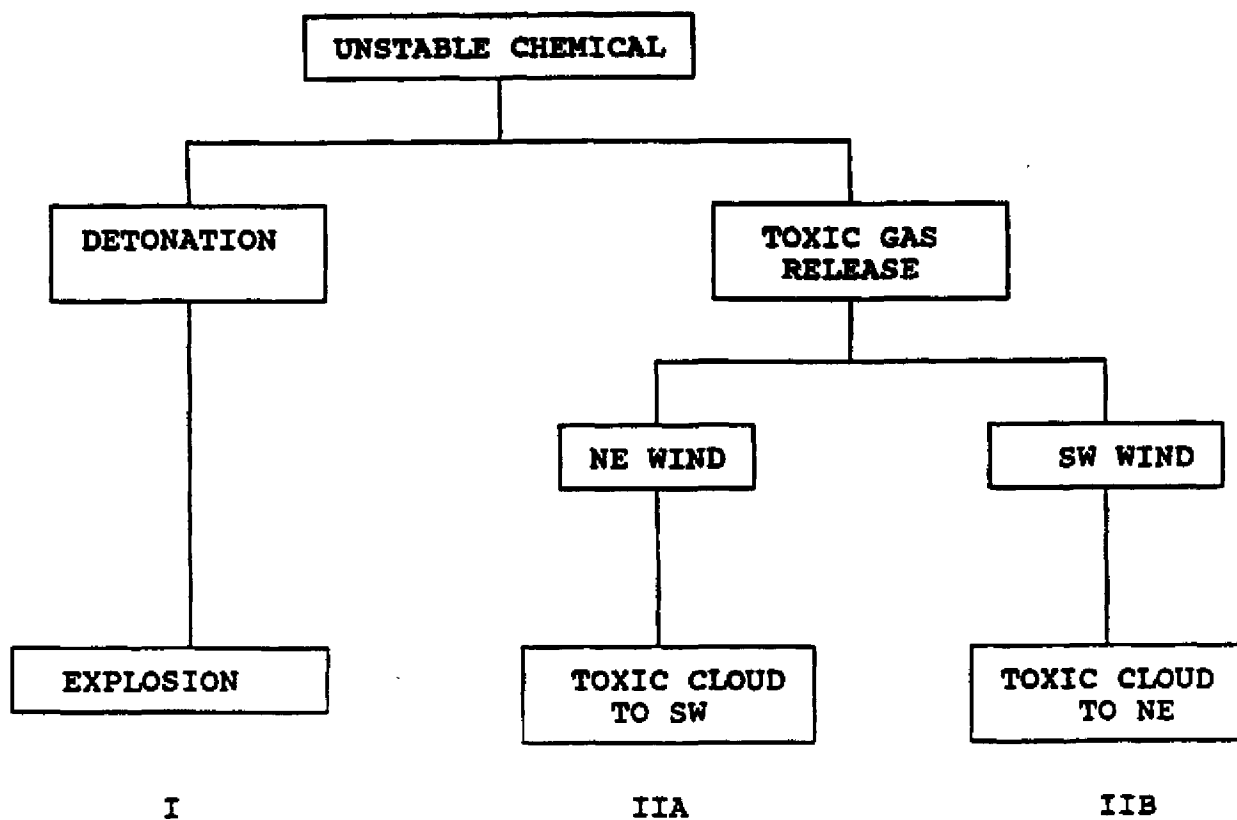 UNSTABLE CHEMICAL
DETONATION
TOXIC GAS
RELEASE
NE WIND
SW WIND
EXPLOSION
TOXIC CLOUD
TO SW
TOXIC CLOUD
TO NE
I
IIA
IIB